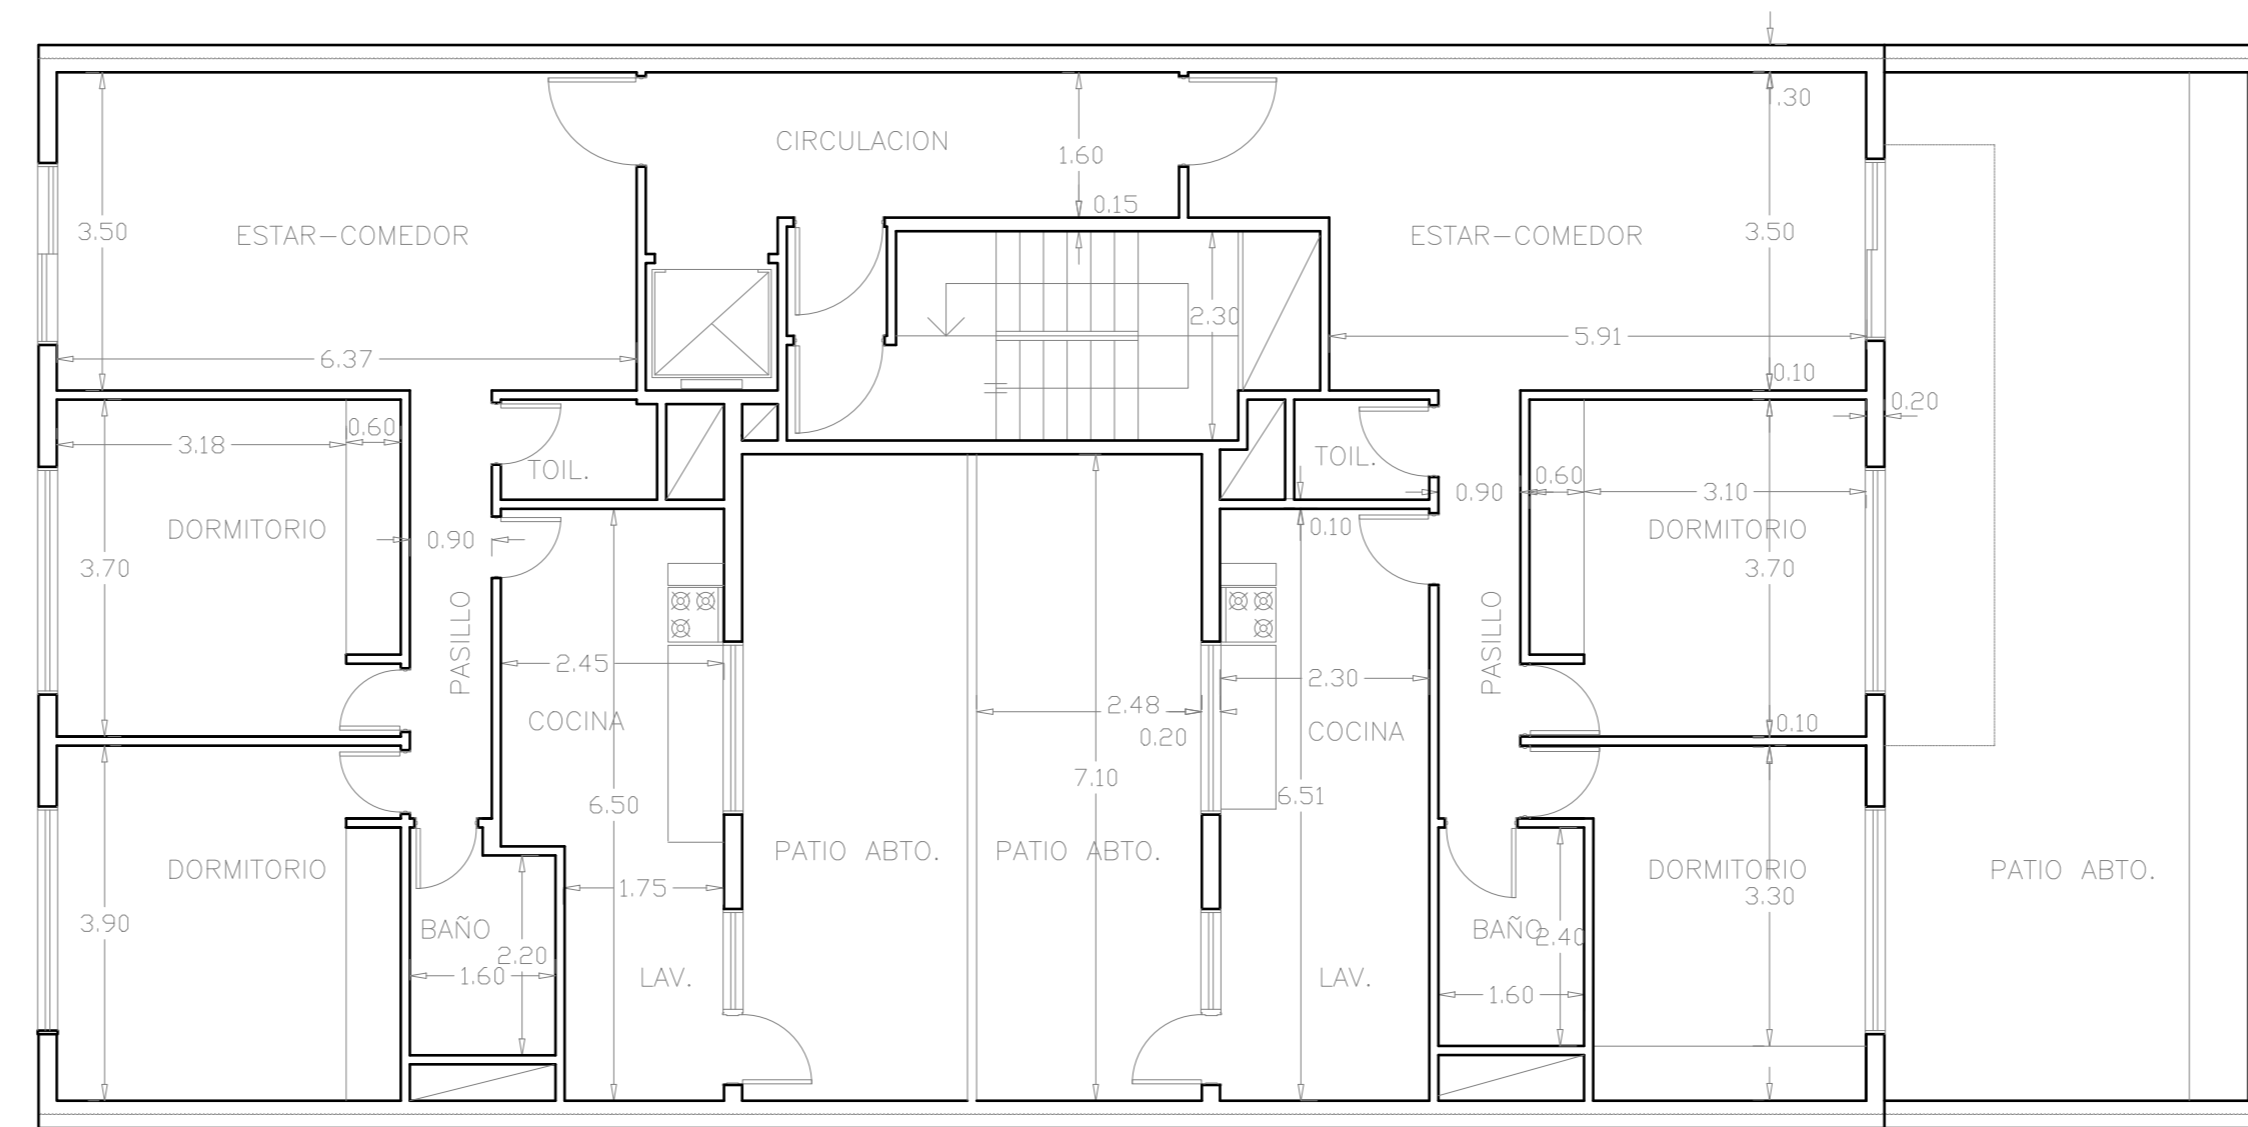 .30
CIRCULACION
1.60
0.15
3.50
ESTAR-COMEDOR
ESTAR-COMEDOR
3.50
2.30
5.91
6.37
0.10
0.20
0.60
3.18
TOIL.
TOIL.
0.90
0.60
3.10
DORMITORIO
0.90
0.10
DORMITORIO
3.70
3.70
PASILLO
PASILLO
2.45
2.30
COCINA
2.48
0.20
COCINA
0.10
7.10
6.50
6.51
PATIO ABTO.
PATIO ABTO.
DORMITORIO
1.75
DORMITORIO
PATIO ABTO.
3.30
3.90
BAÑO
BAÑO
2.40
2.20
1.60
LAV.
LAV.
1.60